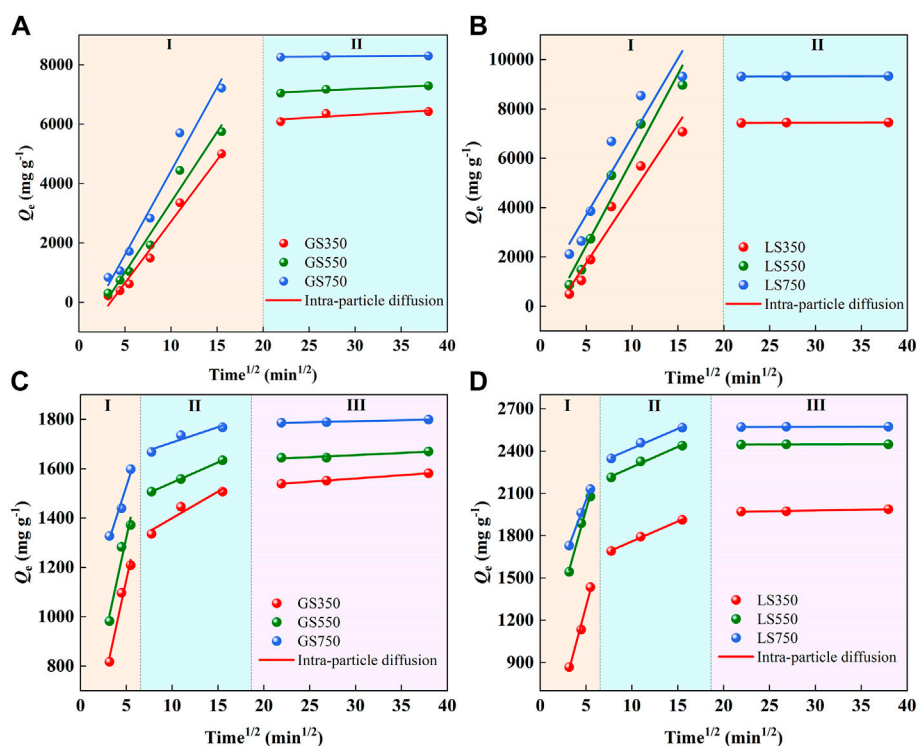 A
I
II
8000
6000
4000
2000
0
Qe (mg g⁻¹)
GS350
GS550
GS750
Intra-particle diffusion
0 5 10 15 20 25 30 35 40
Time1/2 (min1/2)
B
I
II
10000
8000
6000
4000
2000
0
Qe (mg g⁻¹)
LS350
LS550
LS750
Intra-particle diffusion
0 5 10 15 20 25 30 35 40
Time1/2 (min1/2)
C
I
II
III
1800
1600
1400
1200
1000
800
Qe (mg g⁻¹)
GS350
GS550
GS750
Intra-particle diffusion
0 5 10 15 20 25 30 35 40
Time1/2 (min1/2)
D
I
II
III
2700
2400
2100
1800
1500
1200
900
Qe (mg g⁻¹)
LS350
LS550
LS750
Intra-particle diffusion
0 5 10 15 20 25 30 35 40
Time1/2 (min1/2)